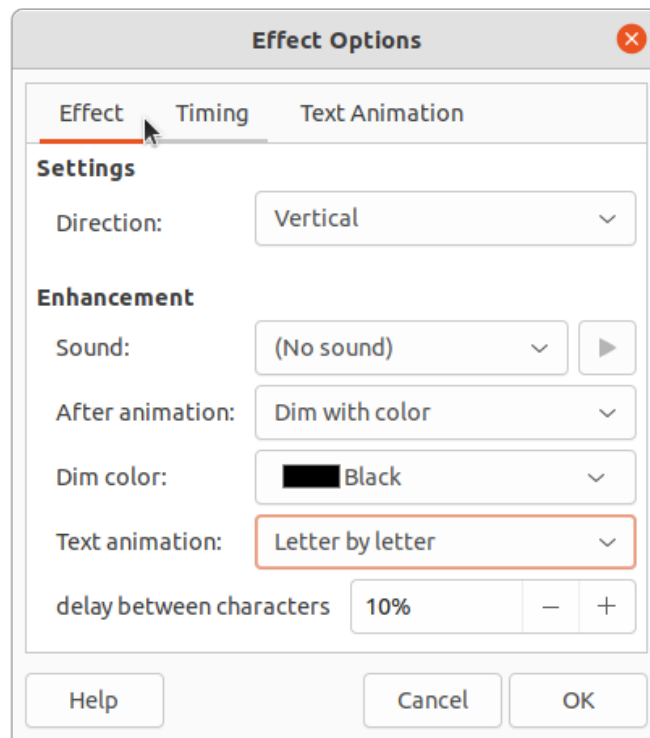 Effect Options
Effect Timing Text Animation
Settings
Direction: Vertical
Enhancement
Sound: (No sound)
After animation: Dim with color
Dim color: Black
Text animation: Letter by letter
delay between characters 10% − +
Help Cancel OK